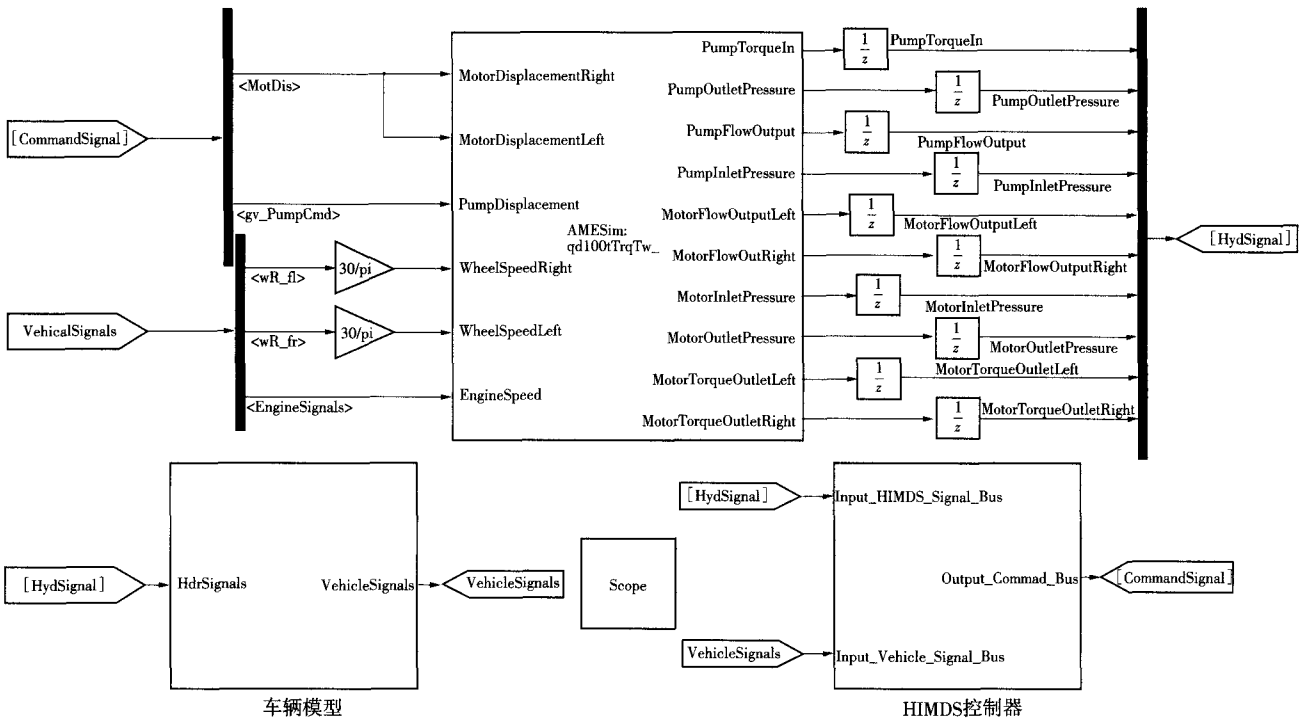 [CommandSignal]
<MotDis>
<gv_PumpCmd>
VehicalSignals
<wR_fl>
<wR_fr>
<EngineSignals>
30/pi
30/pi
MotorDisplacementRight
MotorDisplacementLeft
PumpDisplacement
WheelSpeedRight
WheelSpeedLeft
EngineSpeed
AMESim:
qd100tTrqTw_
PumpTorqueIn
PumpOutletPressure
PumpFlowOutput
PumpInletPressure
MotorFlowOutputLeft
MotorFlowOutRight
MotorInletPressure
MotorOutletPressure
MotorTorqueOutletLeft
MotorTorqueOutletRight
1/z
PumpTorqueIn
1/z
PumpOutletPressure
1/z
PumpFlowOutput
1/z
PumpInletPressure
1/z
MotorFlowOutputLeft
1/z
MotorFlowOutputRight
1/z
MotorInletPressure
1/z
MotorOutletPressure
1/z
MotorTorqueOutletLeft
1/z
MotorTorqueOutletRight
[HydSignal]
[HydSignal]
HdrSignals
VehicleSignals
VehicleSignals
车辆模型
Scope
[HydSignal]
VehicleSignals
Input_HIMDS_Signal_Bus
Output_Commad_Bus
Input_Vehicle_Signal_Bus
[CommandSignal]
HIMDS控制器